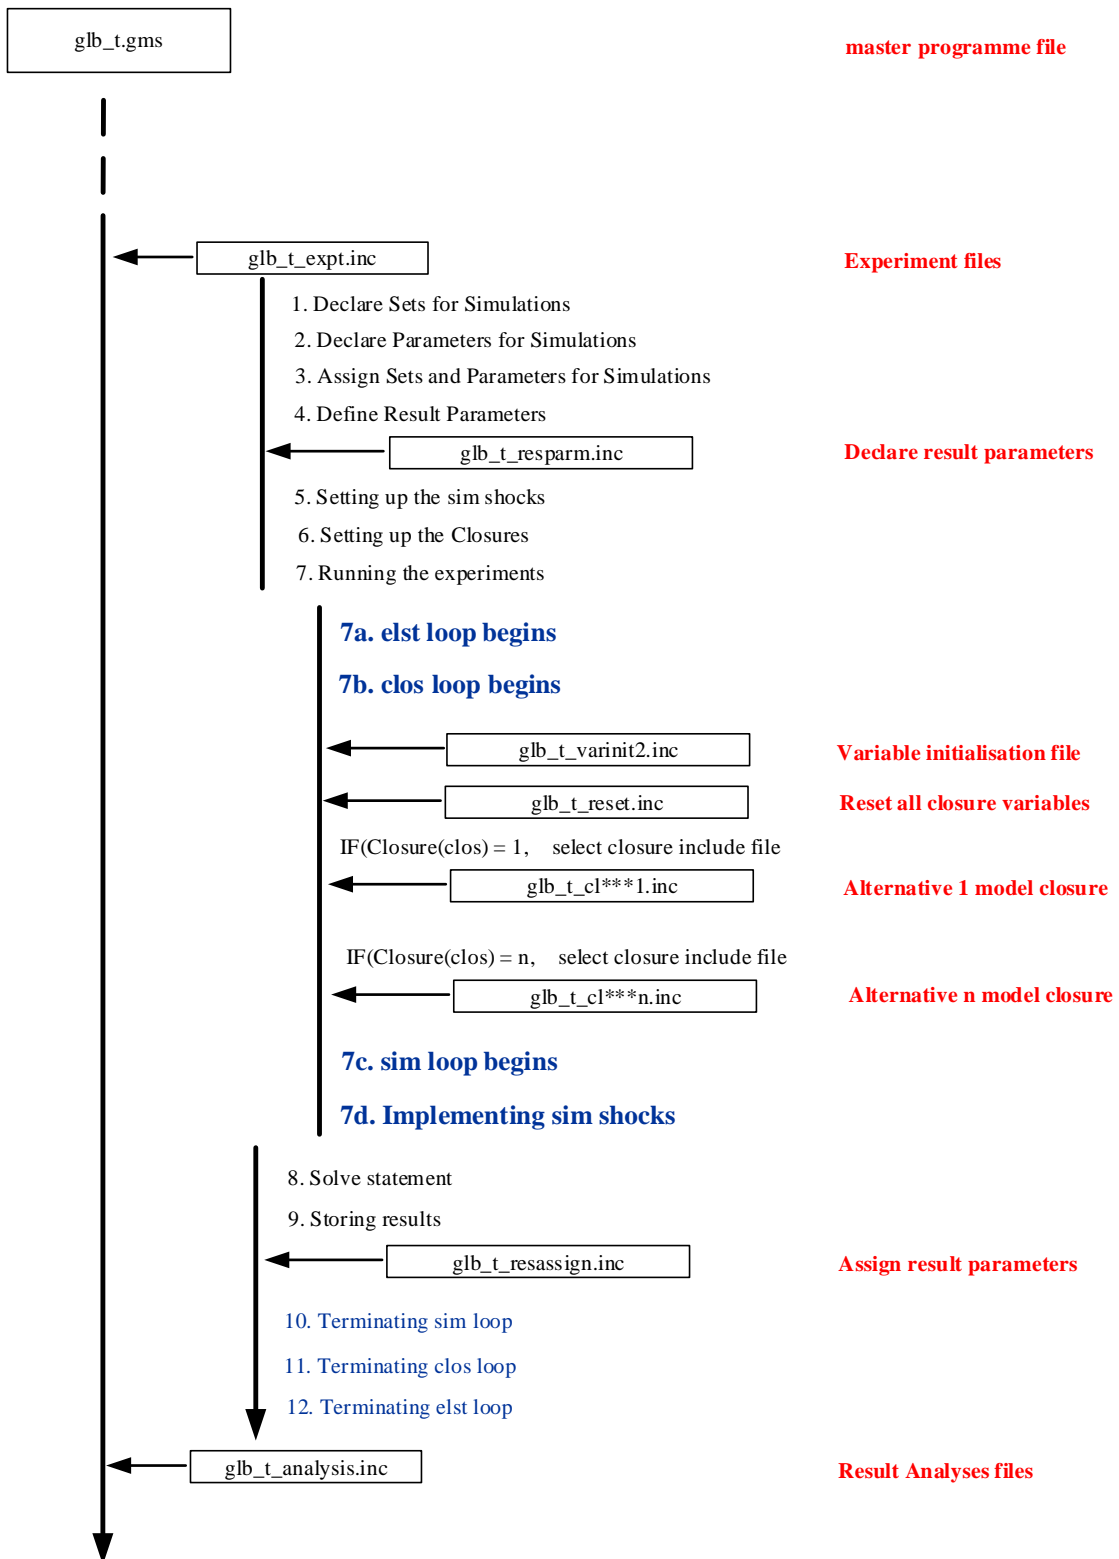 glb_t.gms
master programme file
glb_t_expt.inc
Experiment files
1. Declare Sets for Simulations
2. Declare Parameters for Simulations
3. Assign Sets and Parameters for Simulations
4. Define Result Parameters
glb_t_resparm.inc
Declare result parameters
5. Setting up the sim shocks
6. Setting up the Closures
7. Running the experiments
7a. elst loop begins
7b. clos loop begins
glb_t_varinit2.inc
Variable initialisation file
glb_t_reset.inc
Reset all closure variables
IF(Closure(clos) = 1, select closure include file
glb_t_cl***1.inc
Alternative 1 model closure
IF(Closure(clos) = n, select closure include file
glb_t_cl***n.inc
Alternative n model closure
7c. sim loop begins
7d. Implementing sim shocks
8. Solve statement
9. Storing results
glb_t_resassign.inc
Assign result parameters
10. Terminating sim loop
11. Terminating clos loop
12. Terminating elst loop
glb_t_analysis.inc
Result Analyses files